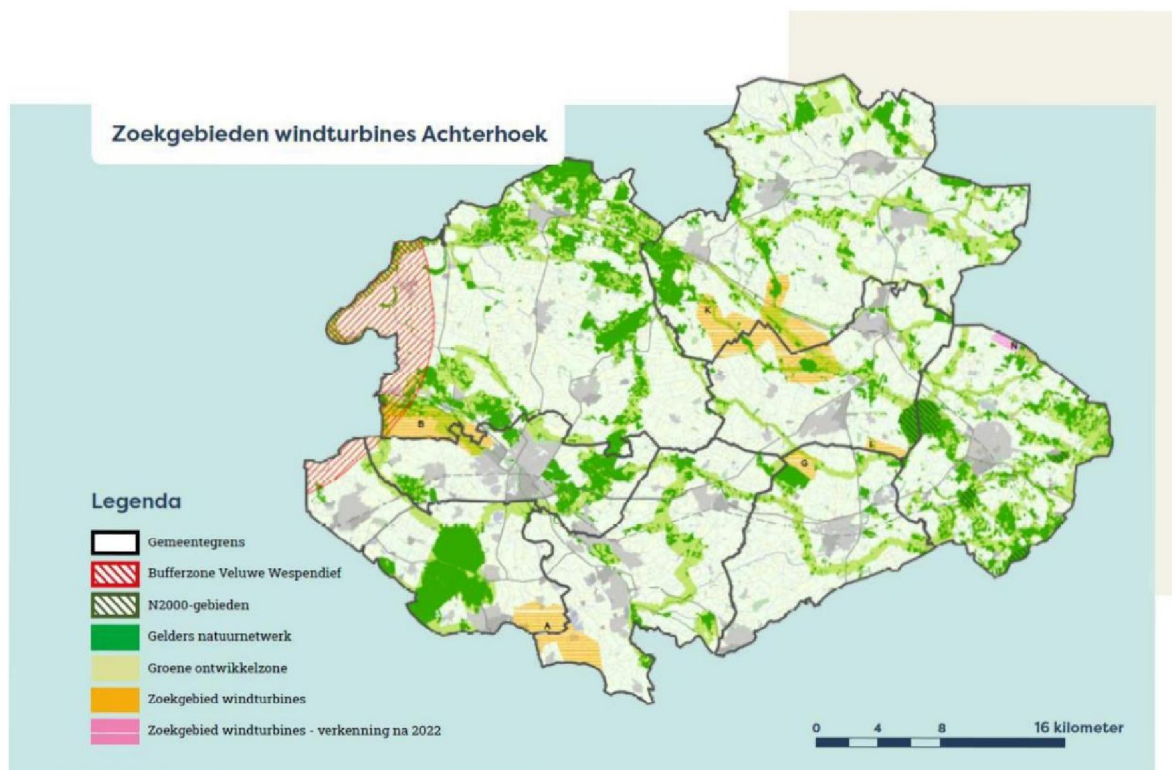 Zoekgebieden windturbines Achterhoek
K
N
B
L
G
A
Legenda
Gemeentegrens
Bufferzone Veluwe Wespendief
N2000-gebieden
Gelders natuurnetwerk
Groene ontwikkelzone
Zoekgebied windturbines
Zoekgebied windturbines - verkenning na 2022
0 4 8 16 kilometer